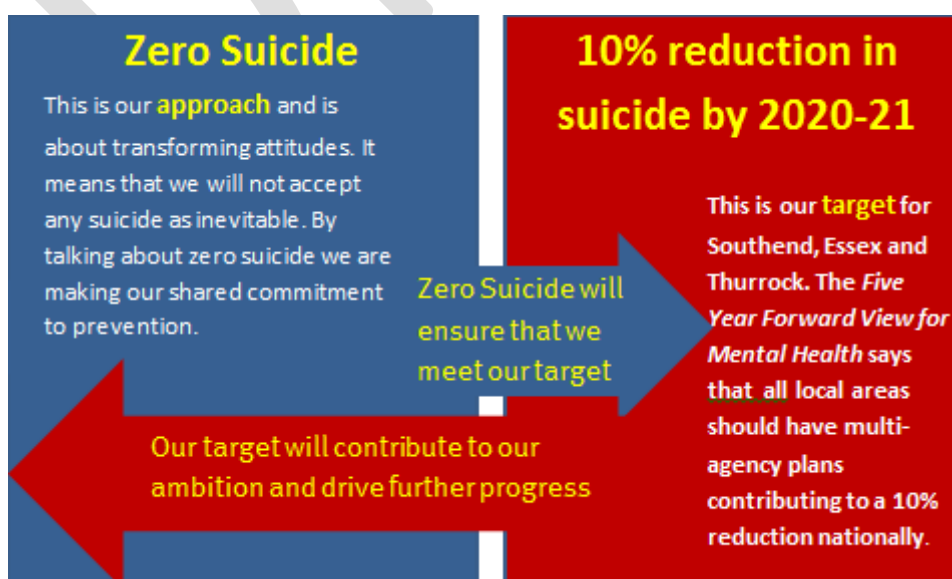 Zero Suicide
This is our approach and is
about transforming attitudes. It
means that we will not accept
any suicide as inevitable. By
talking about zero suicide we are
making our shared commitment
to prevention.
10% reduction in
suicide by 2020-21
This is our target for
Southend, Essex and
Thurrock. The Five
Year Forward View for
Mental Health says
that all local areas
should have multi-
agency plans
contributing to a 10%
reduction nationally.
Zero Suicide will
ensure that we
meet our target
Our target will contribute to our
ambition and drive further progress